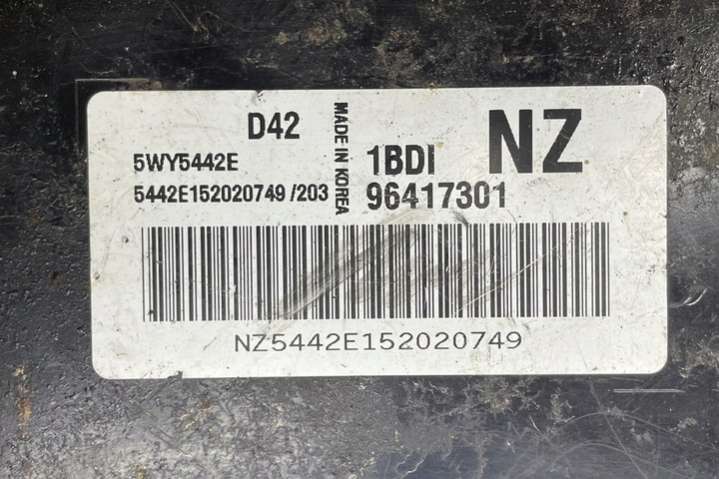 D42
5WY5442E
5442E152020749 /203
MADE IN KOREA
1BDI
96417301
NZ
NZ5442E152020749